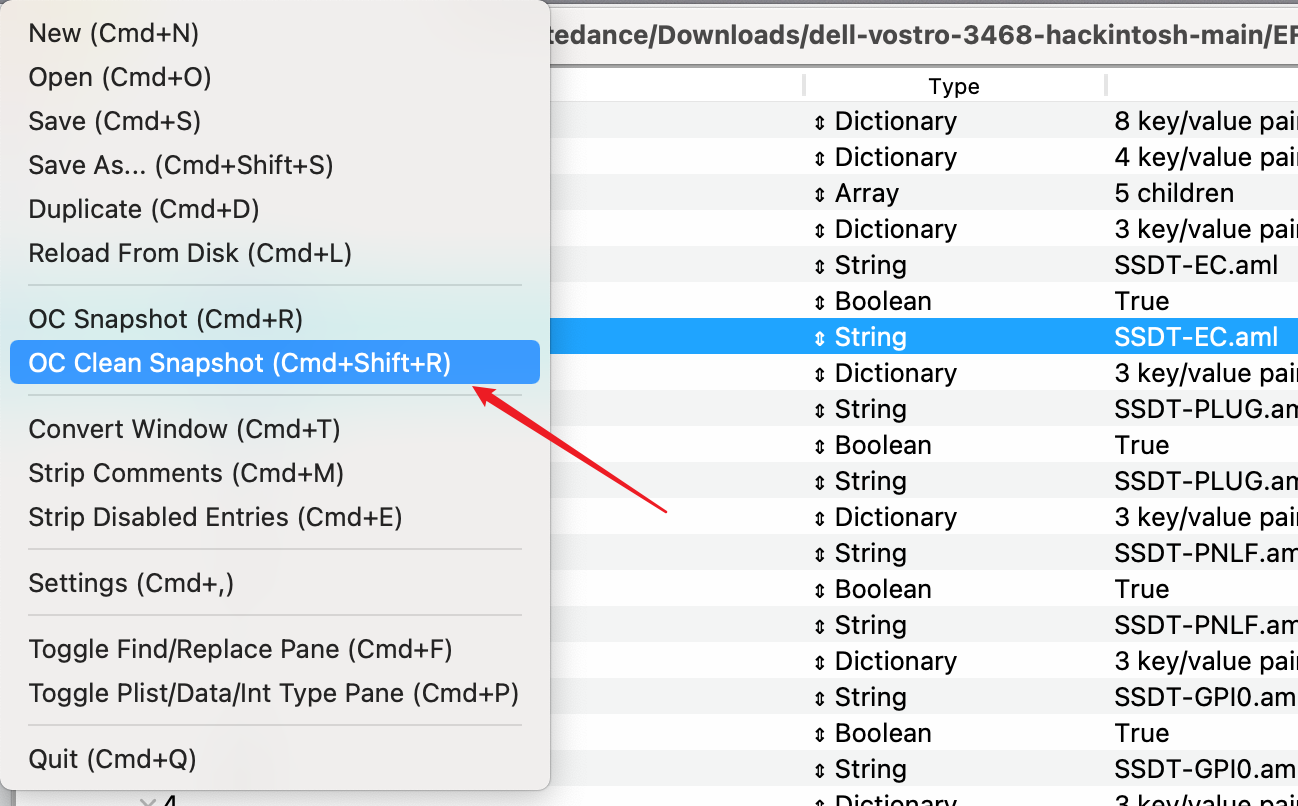 New (Cmd+N)
Open (Cmd+O)
Save (Cmd+S)
Save As... (Cmd+Shift+S)
Duplicate (Cmd+D)
Reload From Disk (Cmd+L)
OC Snapshot (Cmd+R)
OC Clean Snapshot (Cmd+Shift+R)
Convert Window (Cmd+T)
Strip Comments (Cmd+M)
Strip Disabled Entries (Cmd+E)
Settings (Cmd+,)
Toggle Find/Replace Pane (Cmd+F)
Toggle Plist/Data/Int Type Pane (Cmd+P)
Quit (Cmd+Q)
tedance/Downloads/dell-vostro-3468-hackintosh-main/EF
Type
Dictionary 8 key/value pai
Dictionary 4 key/value pai
Array 5 children
Dictionary 3 key/value pai
String SSDT-EC.aml
Boolean True
String SSDT-EC.aml
Dictionary 3 key/value pai
String SSDT-PLUG.am
Boolean True
String SSDT-PLUG.am
Dictionary 3 key/value pai
String SSDT-PNLF.am
Boolean True
String SSDT-PNLF.am
Dictionary 3 key/value pai
String SSDT-GPI0.am
Boolean True
String SSDT-GPI0.am
4 Dictionary 3 key/value pai